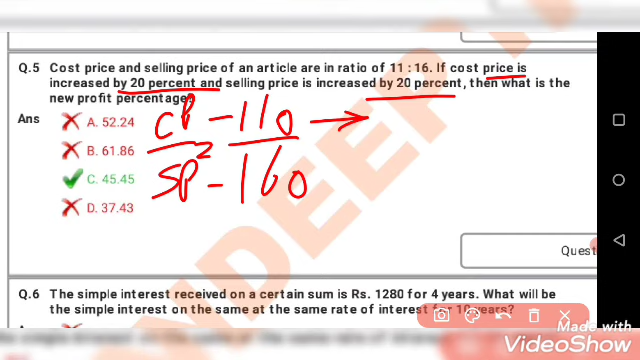 Q.5 Cost price and selling price of an article are in ratio of 11 : 16. If cost price is
increased by 20 percent and selling price is increased by 20 percent, then what is the
new profit percentage?
Ans A. 52.24
B. 61.86
C. 45.45
D. 37.43
CP - 110 →
SP - 160
Quest
Q.6 The simple interest received on a certain sum is Rs. 1280 for 4 years. What will be
the simple interest on the same at the same rate of interest for 10 years?
Made with
VideoShow